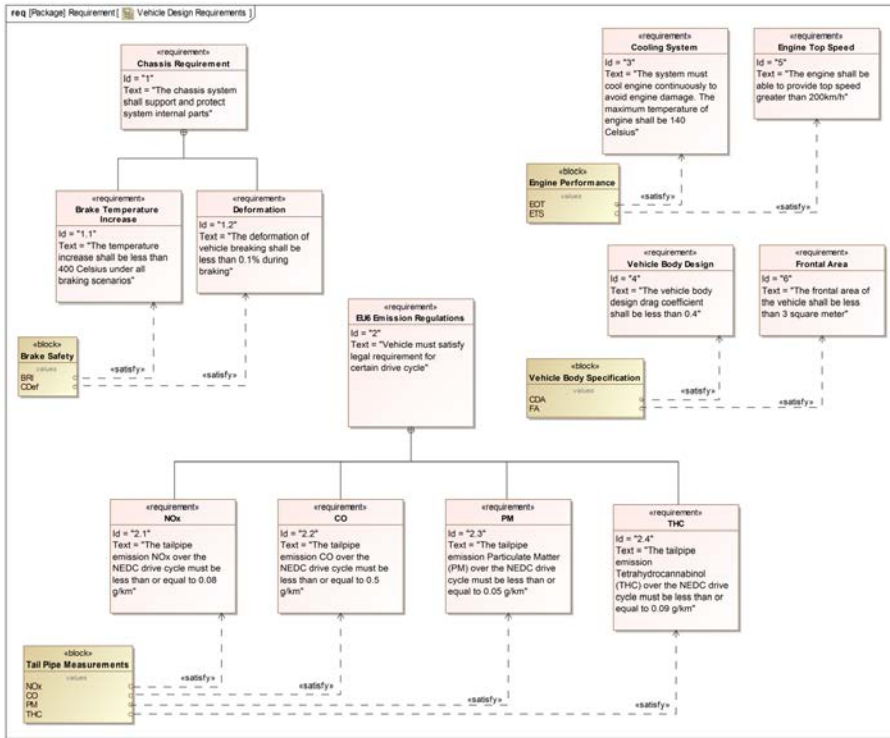 req [Package] Requirement [ Vehicle Design Requirements ]
«requirement»
Chassis Requirement
Id = "1"
Text = "The chassis system
shall support and protect
system internal parts"
«requirement»
Cooling System
Id = "3"
Text = "The system must
cool engine continuously to
avoid engine damage. The
maximum temperature of
engine shall be 140
Celsius"
«requirement»
Engine Top Speed
Id = "5"
Text = "The engine shall be
able to provide top speed
greater than 200km/h"
«block»
Engine Performance
values
EOT
ETS
«satisfy»
«satisfy»
«requirement»
Brake Temperature
Increase
Id = "1.1"
Text = "The temperature
increase shall be less than
400 Celsius under all
braking scenarios"
«requirement»
Deformation
Id = "1.2"
Text = "The deformation of
vehicle breaking shall be
less than 0.1% during
braking"
«block»
Brake Safety
values
BRI
CDef
«satisfy»
«satisfy»
«requirement»
Vehicle Body Design
Id = "4"
Text = "The vehicle body
design drag coefficient
shall be less than 0.4"
«requirement»
Frontal Area
Id = "6"
Text = "The frontal area of
the vehicle shall be less
than 3 square meter"
«block»
Vehicle Body Specification
values
CDA
FA
«satisfy»
«satisfy»
«requirement»
EU6 Emission Regulations
Id = "2"
Text = "Vehicle must satisfy
legal requirement for
certain drive cycle"
«requirement»
NOx
Id = "2.1"
Text = "The tailpipe
emission NOx over the
NEDC drive cycle must be
less than or equal to 0.08
g/km"
«requirement»
CO
Id = "2.2"
Text = "The tailpipe
emission CO over the
NEDC drive cycle must be
less than or equal to 0.5
g/km"
«requirement»
PM
Id = "2.3"
Text = "The tailpipe
emission Particulate Matter
(PM) over the NEDC drive
cycle must be less than or
equal to 0.05 g/km"
«requirement»
THC
Id = "2.4"
Text = "The tailpipe
emission
Tetrahydrocannabinol
(THC) over the NEDC drive
cycle must be less than or
equal to 0.09 g/km"
«block»
Tail Pipe Measurements
values
NOx
CO
PM
THC
«satisfy»
«satisfy»
«satisfy»
«satisfy»